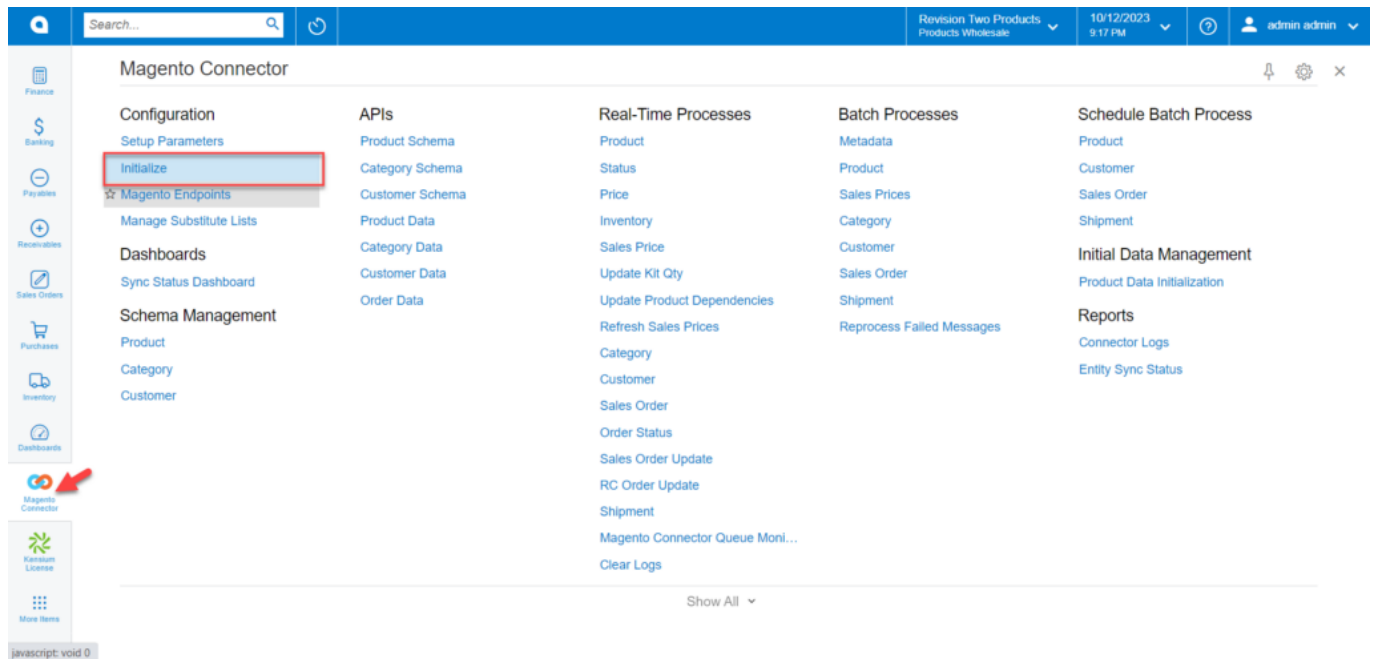 Search...
Revision Two Products
Products Wholesale
10/12/2023
9:17 PM
admin admin
Finance
Banking
Payables
Receivables
Sales Orders
Purchases
Inventory
Dashboards
Magento
Connector
Kensium
License
More Items
Magento Connector
Configuration
Setup Parameters
Initialize
Magento Endpoints
Manage Substitute Lists
Dashboards
Sync Status Dashboard
Schema Management
Product
Category
Customer
APIs
Product Schema
Category Schema
Customer Schema
Product Data
Category Data
Customer Data
Order Data
Real-Time Processes
Product
Status
Price
Inventory
Sales Price
Update Kit Qty
Update Product Dependencies
Refresh Sales Prices
Category
Customer
Sales Order
Order Status
Sales Order Update
RC Order Update
Shipment
Magento Connector Queue Moni...
Clear Logs
Batch Processes
Metadata
Product
Sales Prices
Category
Customer
Sales Order
Shipment
Reprocess Failed Messages
Schedule Batch Process
Product
Customer
Sales Order
Shipment
Initial Data Management
Product Data Initialization
Reports
Connector Logs
Entity Sync Status
Show All
javascript: void 0